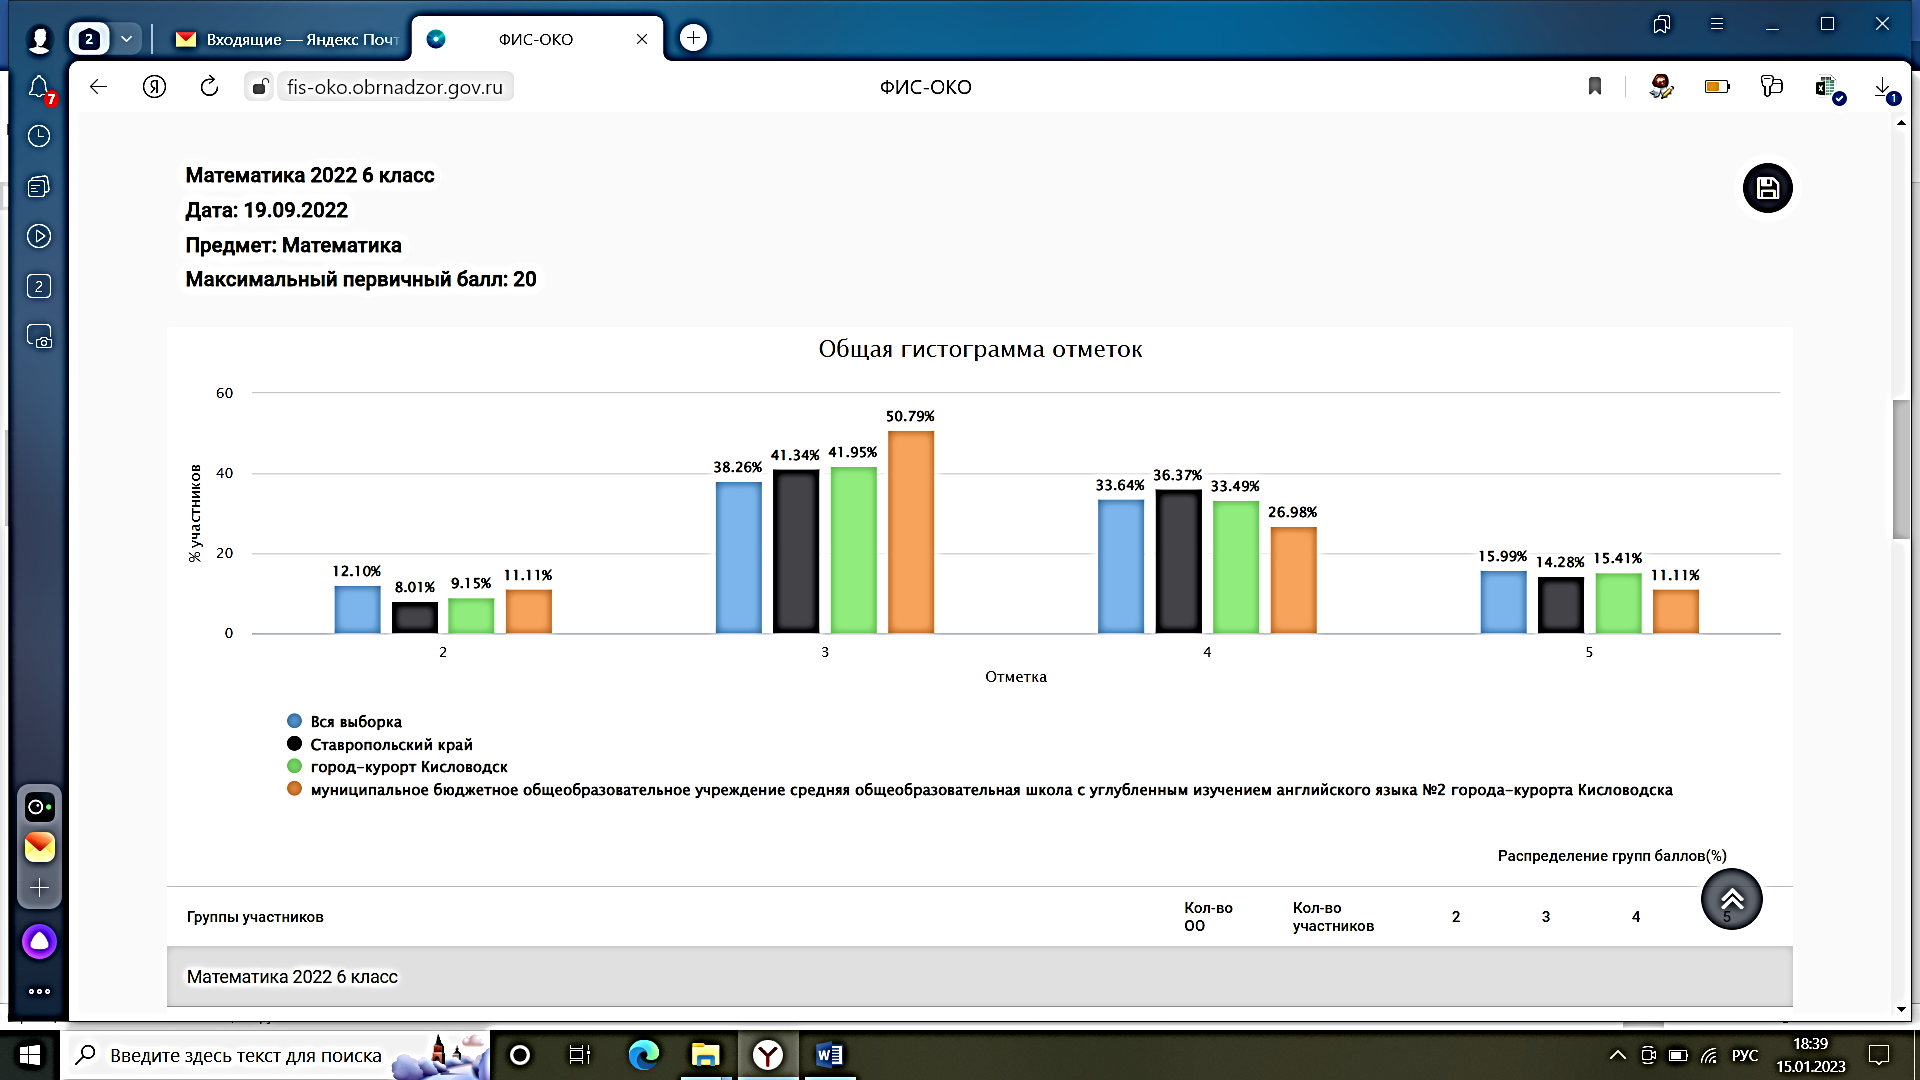 2
Входящие — Яндекс Почт
ФИС-ОКО
7
fis-oko.obrnadzor.gov.ru
ФИС-ОКО
1
2
Математика 2022 6 класс
Дата: 19.09.2022
Предмет: Математика
Максимальный первичный балл: 20
Общая гистограмма отметок
60
40
20
0
% участников
12.10%
8.01%
9.15%
11.11%
38.26%
41.34%
41.95%
50.79%
33.64%
36.37%
33.49%
26.98%
15.99%
14.28%
15.41%
11.11%
2
3
4
5
Отметка
Вся выборка
Ставропольский край
город-курорт Кисловодск
муниципальное бюджетное общеобразовательное учреждение средняя общеобразовательная школа с углубленным изучением английского языка №2 города-курорта Кисловодска
Распределение групп баллов(%)
Группы участников
Кол-во ОО
Кол-во участников
2
3
4
5
Математика 2022 6 класс
Введите здесь текст для поиска
РУС
18:39
15.01.2023